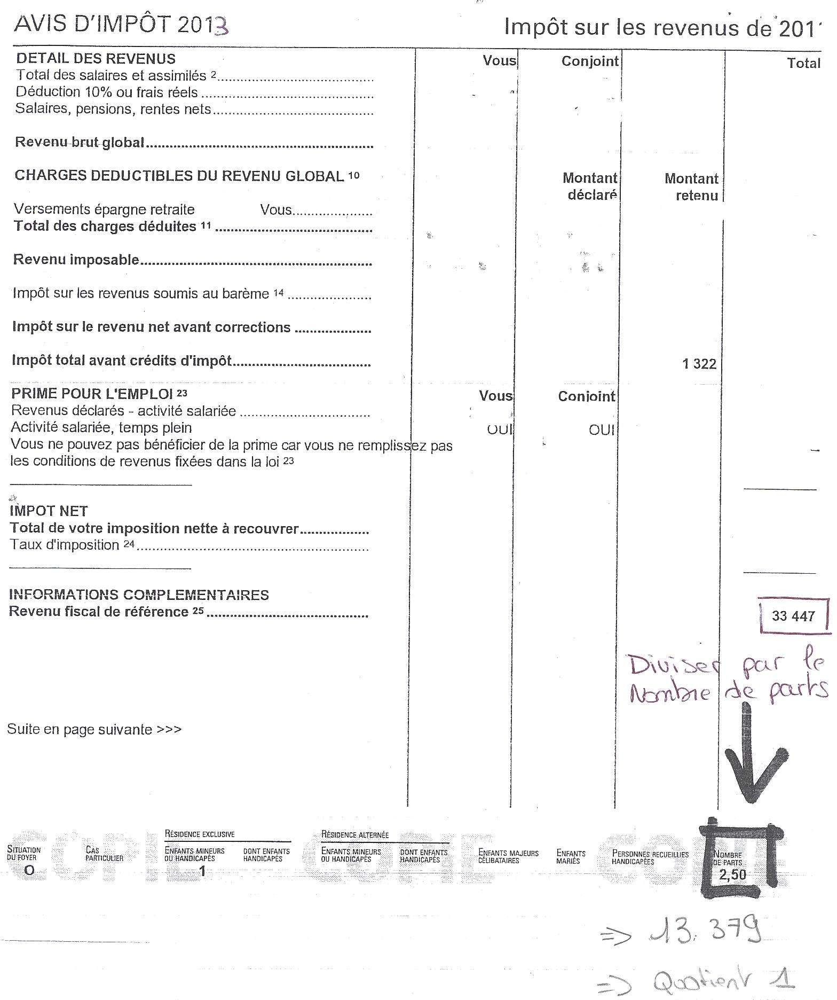 AVIS D'IMPÔT 2013
Impôt sur les revenus de 201
DETAIL DES REVENUS Vous Conjoint Total
Total des salaires et assimilés 2
Déduction 10% ou frais réels
Salaires, pensions, rentes nets
Revenu brut global
CHARGES DEDUCTIBLES DU REVENU GLOBAL 10 Montant déclaré Montant retenu
Versements épargne retraite Vous
Total des charges déduites 11
Revenu imposable
Impôt sur les revenus soumis au barème 14
Impôt sur le revenu net avant corrections
Impôt total avant crédits d'impôt 1 322
PRIME POUR L'EMPLOI 23 Vous Conjoint
Revenus déclarés - activité salariée
Activité salariée, temps plein OUI OUI
Vous ne pouvez pas bénéficier de la prime car vous ne remplissez pas
les conditions de revenus fixées dans la loi 23
IMPOT NET
Total de votre imposition nette à recouvrer
Taux d'imposition 24
INFORMATIONS COMPLEMENTAIRES
Revenu fiscal de référence 25 33 447
Diviser par le
Nombre de parts
Suite en page suivante >>>
COPIE COPIE COPIE
RÉSIDENCE EXCLUSIVE RÉSIDENCE ALTERNÉE
SITUATION DU FOYER CAS PARTICULIER ENFANTS MINEURS OU HANDICAPÉS DONT ENFANTS HANDICAPÉS ENFANTS MINEURS OU HANDICAPÉS DONT ENFANTS HANDICAPÉS ENFANTS MAJEURS CÉLIBATAIRES ENFANTS MARIÉS PERSONNES RECUEILLIES HANDICAPÉES NOMBRE DE PARTS
O 1 2,50
=> 13.379
=> Quotient 1